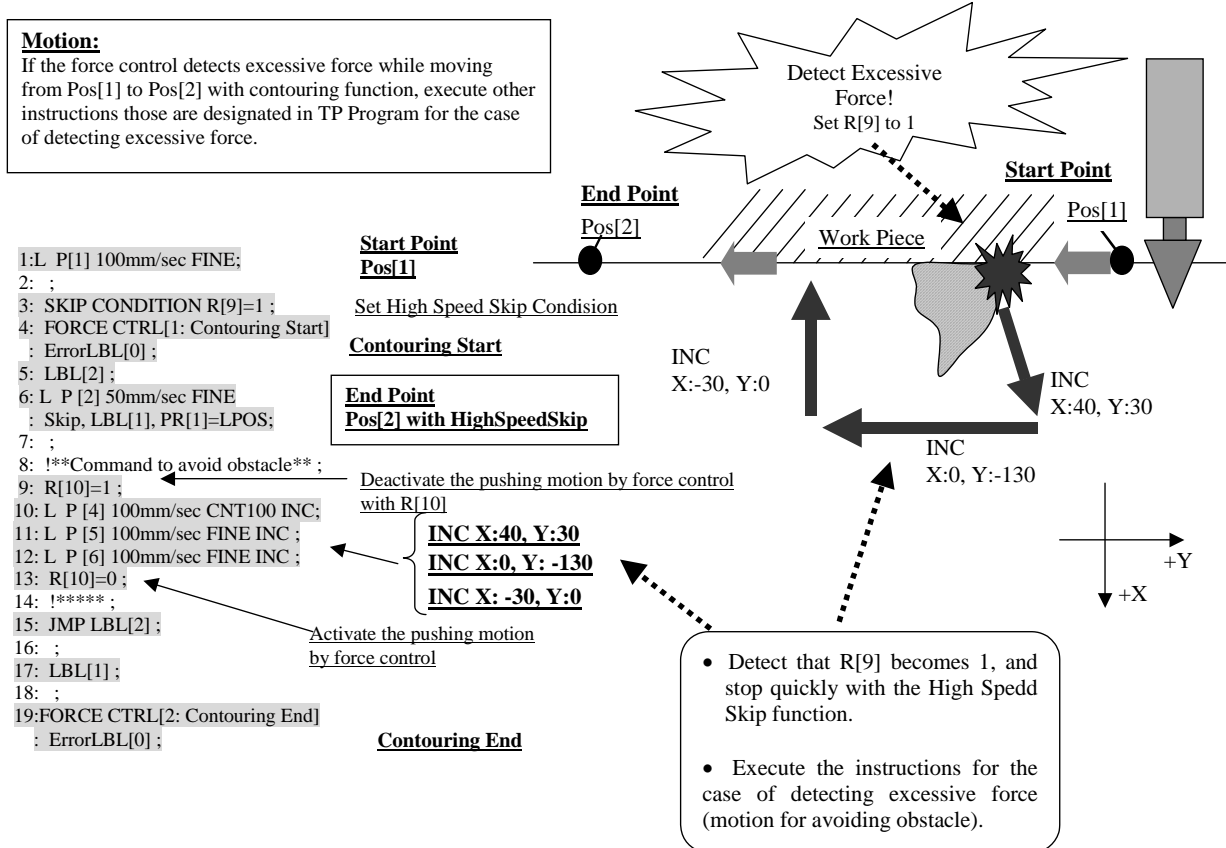 Motion:
If the force control detects excessive force while moving
from Pos[1] to Pos[2] with contouring function, execute other
instructions those are designated in TP Program for the case
of detecting excessive force.
Detect Excessive
Force!
Set R[9] to 1
End Point
Pos[2]
Start Point
Pos[1]
Work Piece
1:L P[1] 100mm/sec FINE;
2: ;
3: SKIP CONDITION R[9]=1 ;
4: FORCE CTRL[1: Contouring Start]
: ErrorLBL[0] ;
5: LBL[2] ;
6: L P [2] 50mm/sec FINE
: Skip, LBL[1], PR[1]=LPOS;
7: ;
8: !**Command to avoid obstacle** ;
9: R[10]=1 ;
10: L P [4] 100mm/sec CNT100 INC;
11: L P [5] 100mm/sec FINE INC ;
12: L P [6] 100mm/sec FINE INC ;
13: R[10]=0 ;
14: !***** ;
15: JMP LBL[2] ;
16: ;
17: LBL[1] ;
18: ;
19:FORCE CTRL[2: Contouring End]
: ErrorLBL[0] ;
Start Point
Pos[1]
Set High Speed Skip Condision
Contouring Start
End Point
Pos[2] with HighSpeedSkip
Deactivate the pushing motion by force control
with R[10]
INC X:40, Y:30
INC X:0, Y: -130
INC X: -30, Y:0
Activate the pushing motion
by force control
Contouring End
INC
X:-30, Y:0
INC
X:40, Y:30
INC
X:0, Y:-130
+Y
+X
• Detect that R[9] becomes 1, and
stop quickly with the High Spedd
Skip function.
• Execute the instructions for the
case of detecting excessive force
(motion for avoiding obstacle).